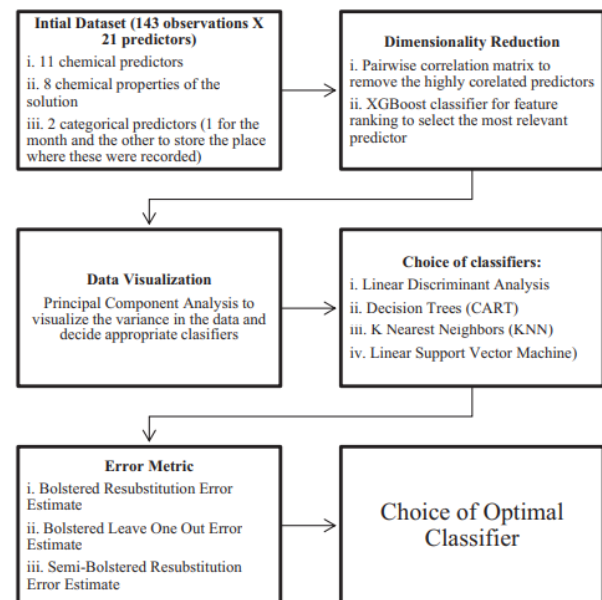 Intial Dataset (143 observations X
21 predictors)
i. 11 chemical predictors
ii. 8 chemical properties of the
solution
iii. 2 categorical predictors (1 for the
month and the other to store the place
where these were recorded)
Dimensionality Reduction
i. Pairwise correlation matrix to
remove the highly corelated predictors
ii. XGBoost classifier for feature
ranking to select the most relevant
predictor
Data Visualization
Principal Component Analysis to
visualize the variance in the data and
decide appropriate clasifiers
Choice of classifiers:
i. Linear Discriminant Analysis
ii. Decision Trees (CART)
iii. K Nearest Neighbors (KNN)
iv. Linear Support Vector Machine)
Error Metric
i. Bolstered Resubstitution Error
Estimate
ii. Bolstered Leave One Out Error
Estimate
iii. Semi-Bolstered Resubstitution
Error Estimate
Choice of Optimal
Classifier